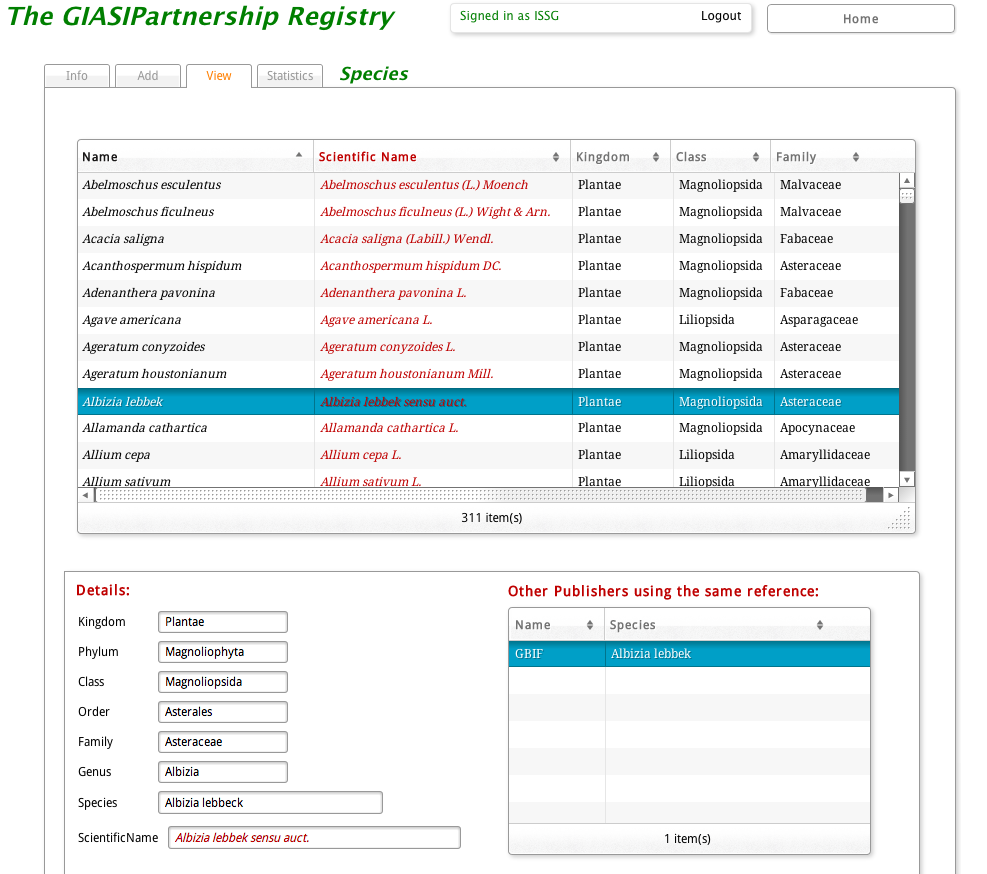 The GIASIPartnership Registry
Signed in as ISSG Logout
Home
Info Add View Statistics Species
Name Scientific Name Kingdom Class Family
Abelmoschus esculentus Abelmoschus esculentus (L.) Moench Plantae Magnoliopsida Malvaceae
Abelmoschus ficulneus Abelmoschus ficulneus (L.) Wight & Arn. Plantae Magnoliopsida Malvaceae
Acacia saligna Acacia saligna (Labill.) Wendl. Plantae Magnoliopsida Fabaceae
Acanthospermum hispidum Acanthospermum hispidum DC. Plantae Magnoliopsida Asteraceae
Adenanthera pavonina Adenanthera pavonina L. Plantae Magnoliopsida Fabaceae
Agave americana Agave americana L. Plantae Liliopsida Asparagaceae
Ageratum conyzoides Ageratum conyzoides L. Plantae Magnoliopsida Asteraceae
Ageratum houstonianum Ageratum houstonianum Mill. Plantae Magnoliopsida Asteraceae
Albizia lebbek Albizia lebbek sensu auct. Plantae Magnoliopsida Asteraceae
Allamanda cathartica Allamanda cathartica L. Plantae Magnoliopsida Apocynaceae
Allium cepa Allium cepa L. Plantae Liliopsida Amaryllidaceae
Allium sativum Allium sativum L. Plantae Liliopsida Amaryllidaceae
311 item(s)
Details:
Kingdom Plantae
Phylum Magnoliophyta
Class Magnoliopsida
Order Asterales
Family Asteraceae
Genus Albizia
Species Albizia lebbeck
ScientificName Albizia lebbek sensu auct.
Other Publishers using the same reference:
Name Species
GBIF Albizia lebbek
1 item(s)